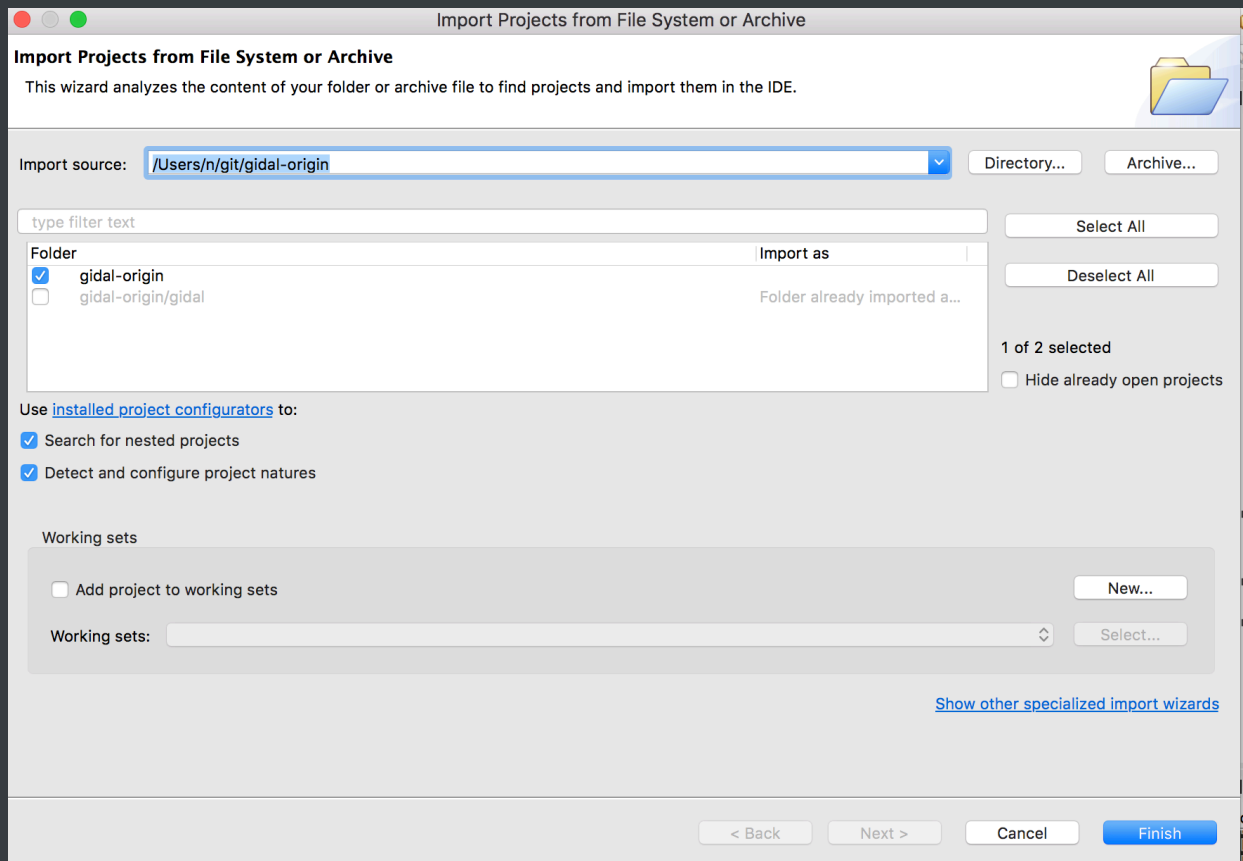 Import Projects from File System or Archive
Import Projects from File System or Archive
This wizard analyzes the content of your folder or archive file to find projects and import them in the IDE.
Import source: /Users/n/git/gidal-origin Directory... Archive...
type filter text Select All
Folder Import as
gidal-origin Deselect All
gidal-origin/gidal Folder already imported a...
1 of 2 selected
Hide already open projects
Use installed project configurators to:
Search for nested projects
Detect and configure project natures
Working sets
Add project to working sets New...
Working sets: Select...
Show other specialized import wizards
< Back Next > Cancel Finish